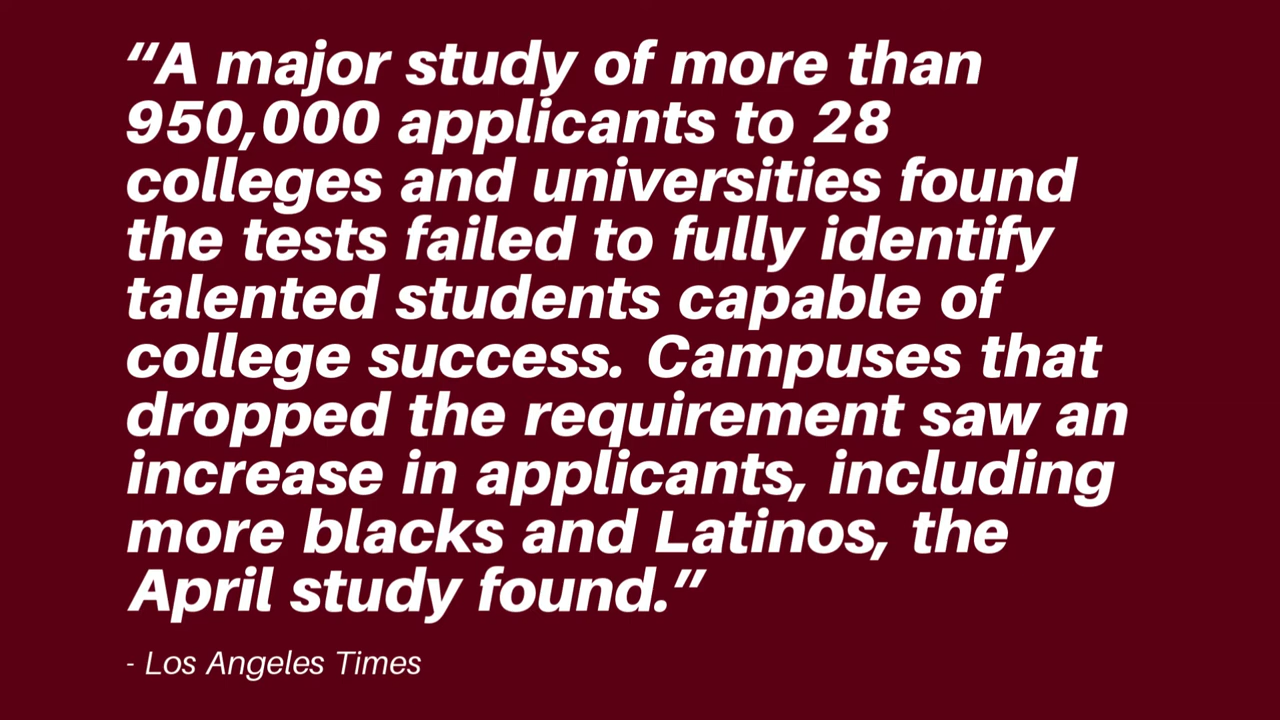 “A major study of more than
950,000 applicants to 28
colleges and universities found
the tests failed to fully identify
talented students capable of
college success. Campuses that
dropped the requirement saw an
increase in applicants, including
more blacks and Latinos, the
April study found.”
- Los Angeles Times